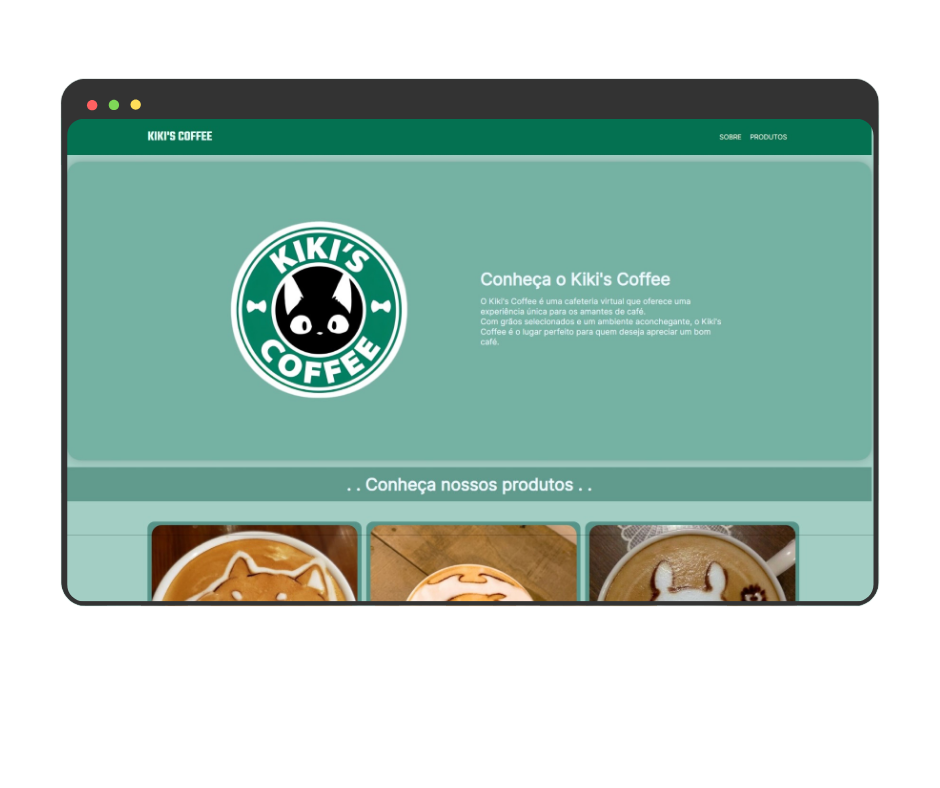 KIKI'S COFFEE
SOBRE PRODUTOS
KIKI'S
COFFEE
Conheça o Kiki's Coffee
O Kiki's Coffee é uma cafeteria virtual que oferece uma
experiência única para os amantes de café.
Com grãos selecionados e um ambiente aconchegante, o Kiki's
Coffee é o lugar perfeito para quem deseja apreciar um bom
café.
. . Conheça nossos produtos . .